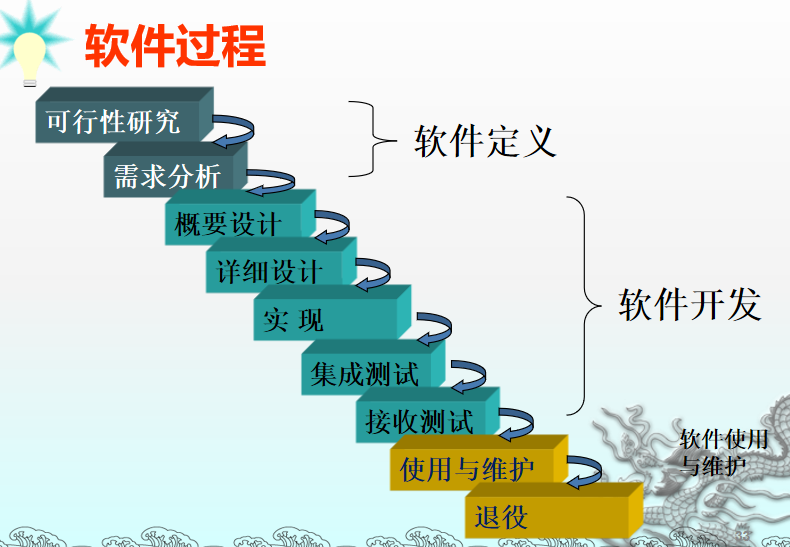 软件过程
可行性研究
需求分析
软件定义
概要设计
详细设计
实 现
集成测试
接收测试
软件开发
使用与维护
退役
软件使用
与维护
33